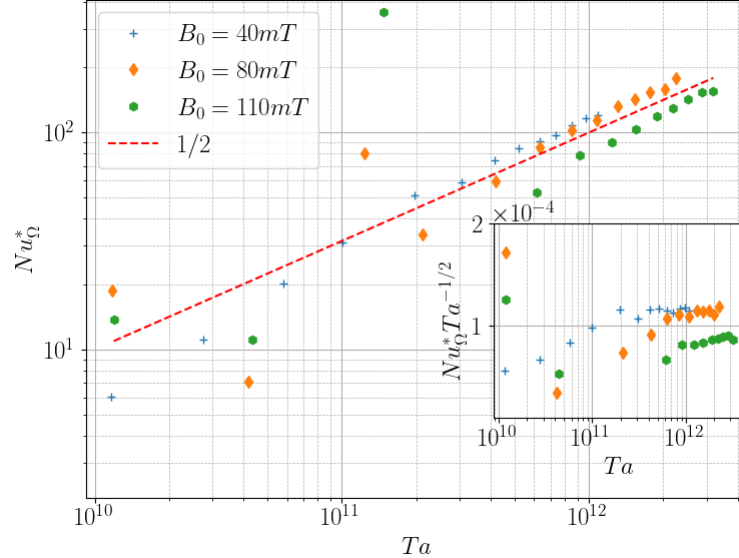 B₀ = 40mT
B₀ = 80mT
B₀ = 110mT
1/2
10²
10¹
Nu*_Ω
10¹⁰
10¹¹
10¹²
Ta
2 ×10⁻⁴
1
Nu*_Ω Ta^{-1/2}
10¹⁰
10¹¹
10¹²
Ta